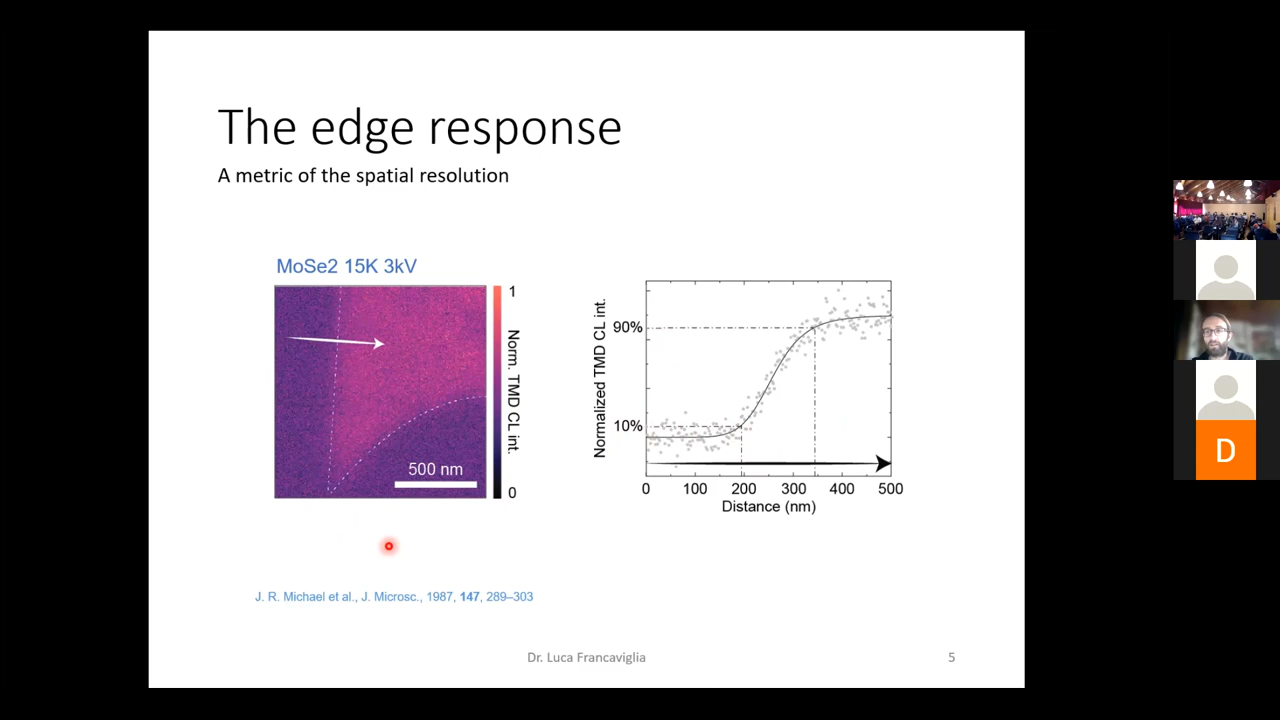 The edge response
A metric of the spatial resolution
MoSe2 15K 3kV
1
Norm. TMD CL int.
0
500 nm
Normalized TMD CL int.
90%
10%
0 100 200 300 400 500
Distance (nm)
J. R. Michael et al., J. Microsc., 1987, 147, 289–303
Dr. Luca Francaviglia
5
D